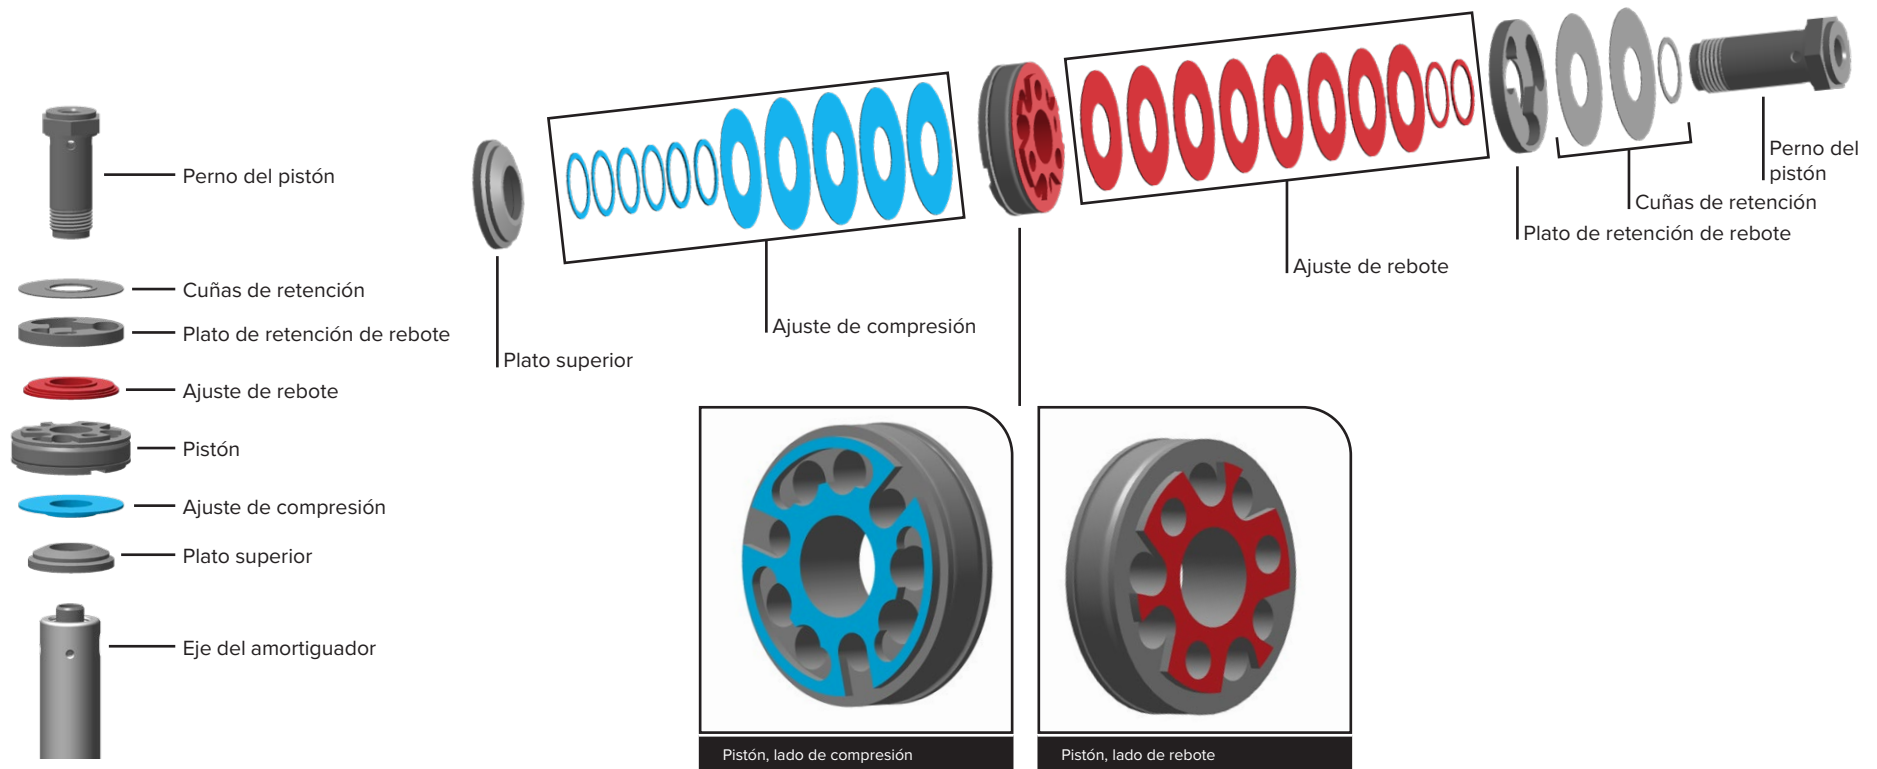 Perno del pistón
Cuñas de retención
Plato de retención de rebote
Ajuste de rebote
Pistón
Ajuste de compresión
Plato superior
Eje del amortiguador
Plato superior
Ajuste de compresión
Ajuste de rebote
Plato de retención de rebote
Cuñas de retención
Perno del
pistón
Pistón, lado de compresión
Pistón, lado de rebote